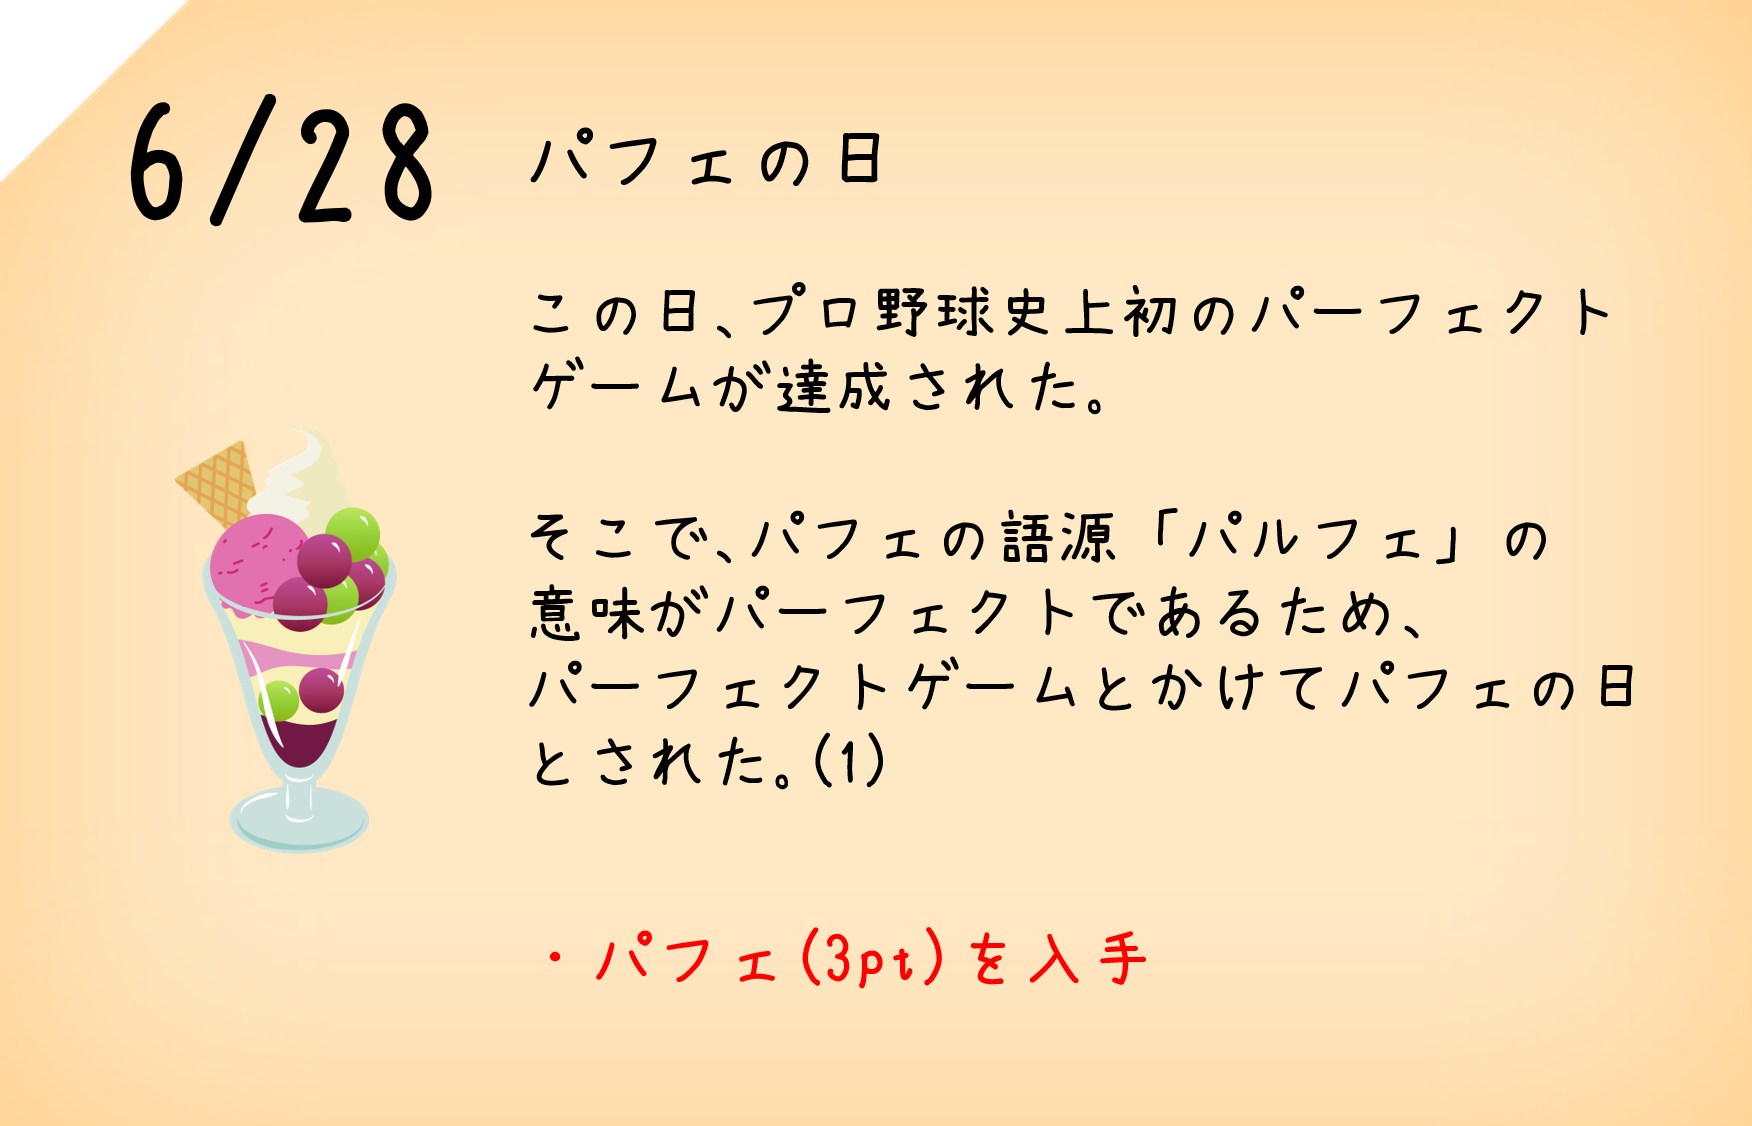 6/28 パフェの日
この日、プロ野球史上初のパーフェクト
ゲームが達成された。
そこで、パフェの語源「パルフェ」の
意味がパーフェクトであるため、
パーフェクトゲームとかけてパフェの日
とされた。(1)
・パフェ(3pt)を入手